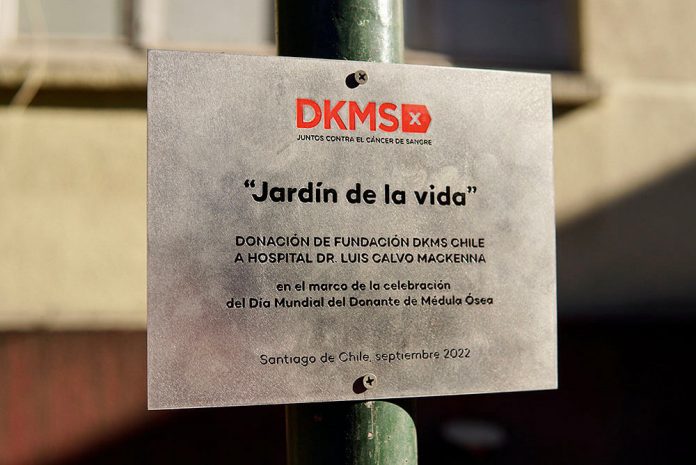 DKMS x
JUNTOS CONTRA EL CÁNCER DE SANGRE
“Jardín de la vida”
DONACIÓN DE FUNDACIÓN DKMS CHILE
A HOSPITAL DR. LUIS CALVO MACKENNA
en el marco de la celebración
del Día Mundial del Donante de Médula Ósea
Santiago de Chile, septiembre 2022